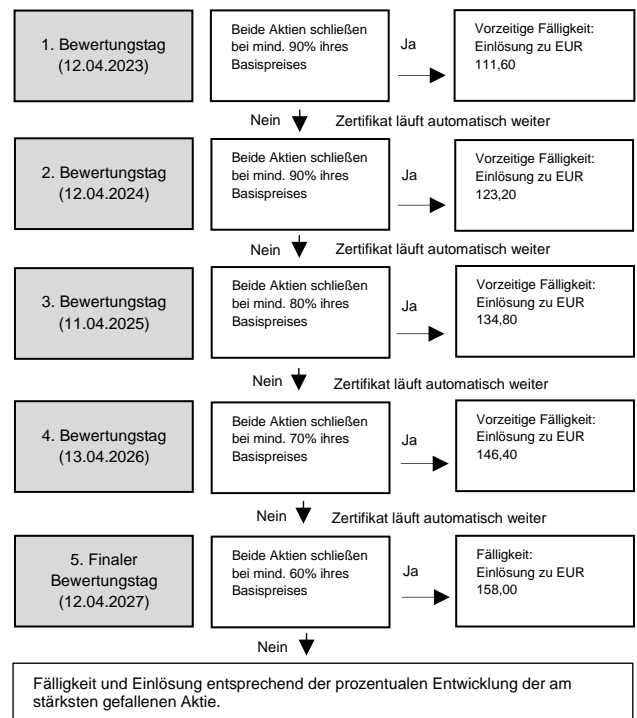 1. Bewertungstag
(12.04.2023)
Beide Aktien schließen
bei mind. 90% ihres
Basispreises
Ja
Vorzeitige Fälligkeit:
Einlösung zu EUR
111,60
Nein
Zertifikat läuft automatisch weiter
2. Bewertungstag
(12.04.2024)
Beide Aktien schließen
bei mind. 90% ihres
Basispreises
Ja
Vorzeitige Fälligkeit:
Einlösung zu EUR
123,20
Nein
Zertifikat läuft automatisch weiter
3. Bewertungstag
(11.04.2025)
Beide Aktien schließen
bei mind. 80% ihres
Basispreises
Ja
Vorzeitige Fälligkeit:
Einlösung zu EUR
134,80
Nein
Zertifikat läuft automatisch weiter
4. Bewertungstag
(13.04.2026)
Beide Aktien schließen
bei mind. 70% ihres
Basispreises
Ja
Vorzeitige Fälligkeit:
Einlösung zu EUR
146,40
Nein
Zertifikat läuft automatisch weiter
5. Finaler
Bewertungstag
(12.04.2027)
Beide Aktien schließen
bei mind. 60% ihres
Basispreises
Ja
Fälligkeit:
Einlösung zu EUR
158,00
Nein
Fälligkeit und Einlösung entsprechend der prozentualen Entwicklung der am
stärksten gefallenen Aktie.